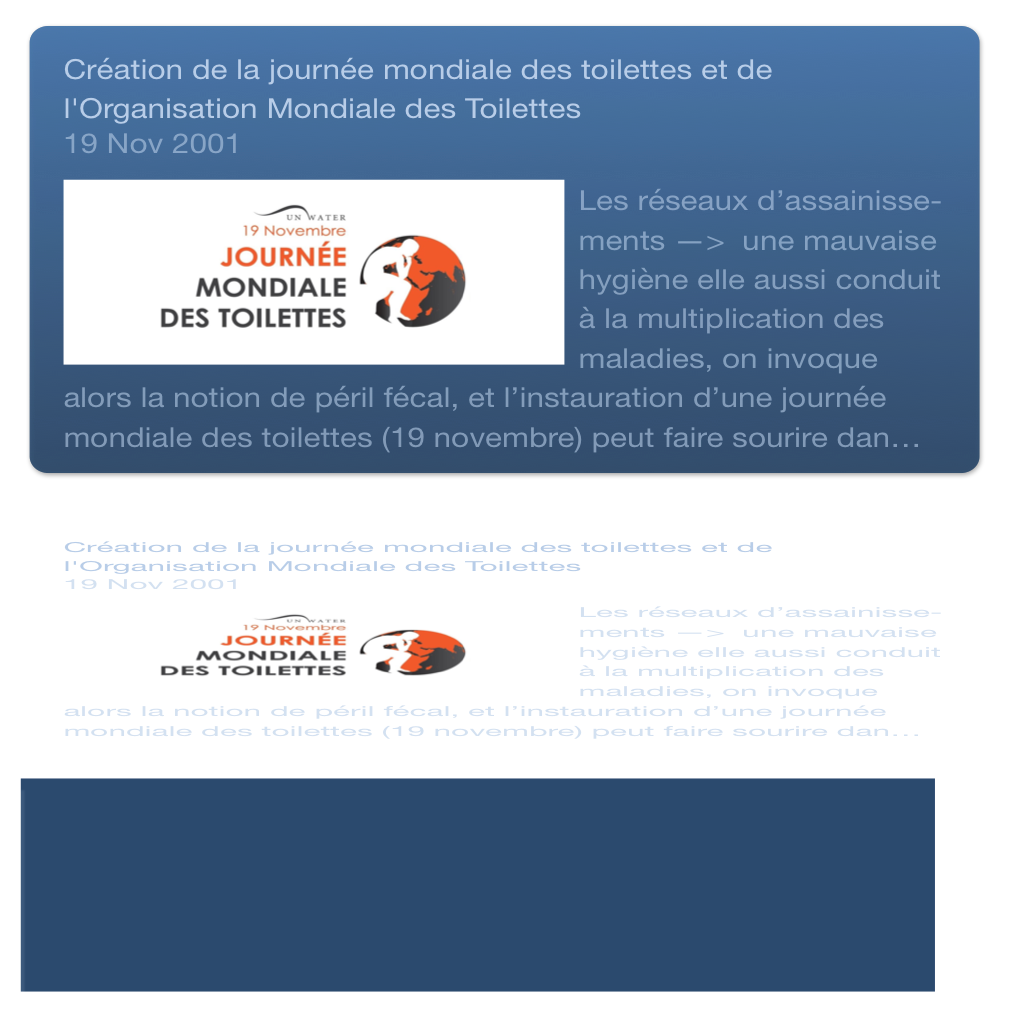 Création de la journée mondiale des toilettes et de
l'Organisation Mondiale des Toilettes
19 Nov 2001
UN WATER
19 Novembre
JOURNÉE
MONDIALE
DES TOILETTES
Les réseaux d’assainisse-
ments —> une mauvaise
hygiène elle aussi conduit
à la multiplication des
maladies, on invoque
alors la notion de péril fécal, et l’instauration d’une journée
mondiale des toilettes (19 novembre) peut faire sourire dan…
Création de la journée mondiale des toilettes et de
l'Organisation Mondiale des Toilettes
19 Nov 2001
UN WATER
19 Novembre
JOURNÉE
MONDIALE
DES TOILETTES
Les réseaux d’assainisse-
ments —> une mauvaise
hygiène elle aussi conduit
à la multiplication des
maladies, on invoque
alors la notion de péril fécal, et l’instauration d’une journée
mondiale des toilettes (19 novembre) peut faire sourire dan…